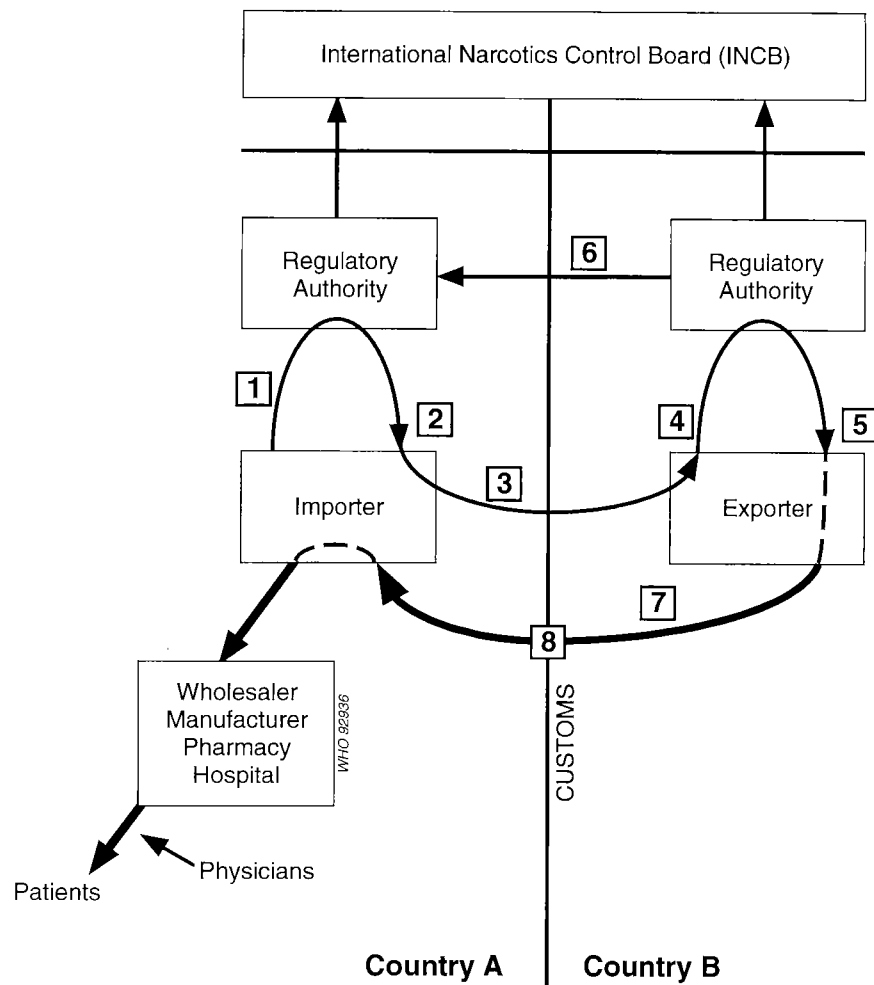 International Narcotics Control Board (INCB)
Regulatory
Authority
6
Regulatory
Authority
1
2
4
5
3
Importer
Exporter
7
8
Wholesaler
Manufacturer
Pharmacy
Hospital
WHO 92936
CUSTOMS
Physicians
Patients
Country A
Country B